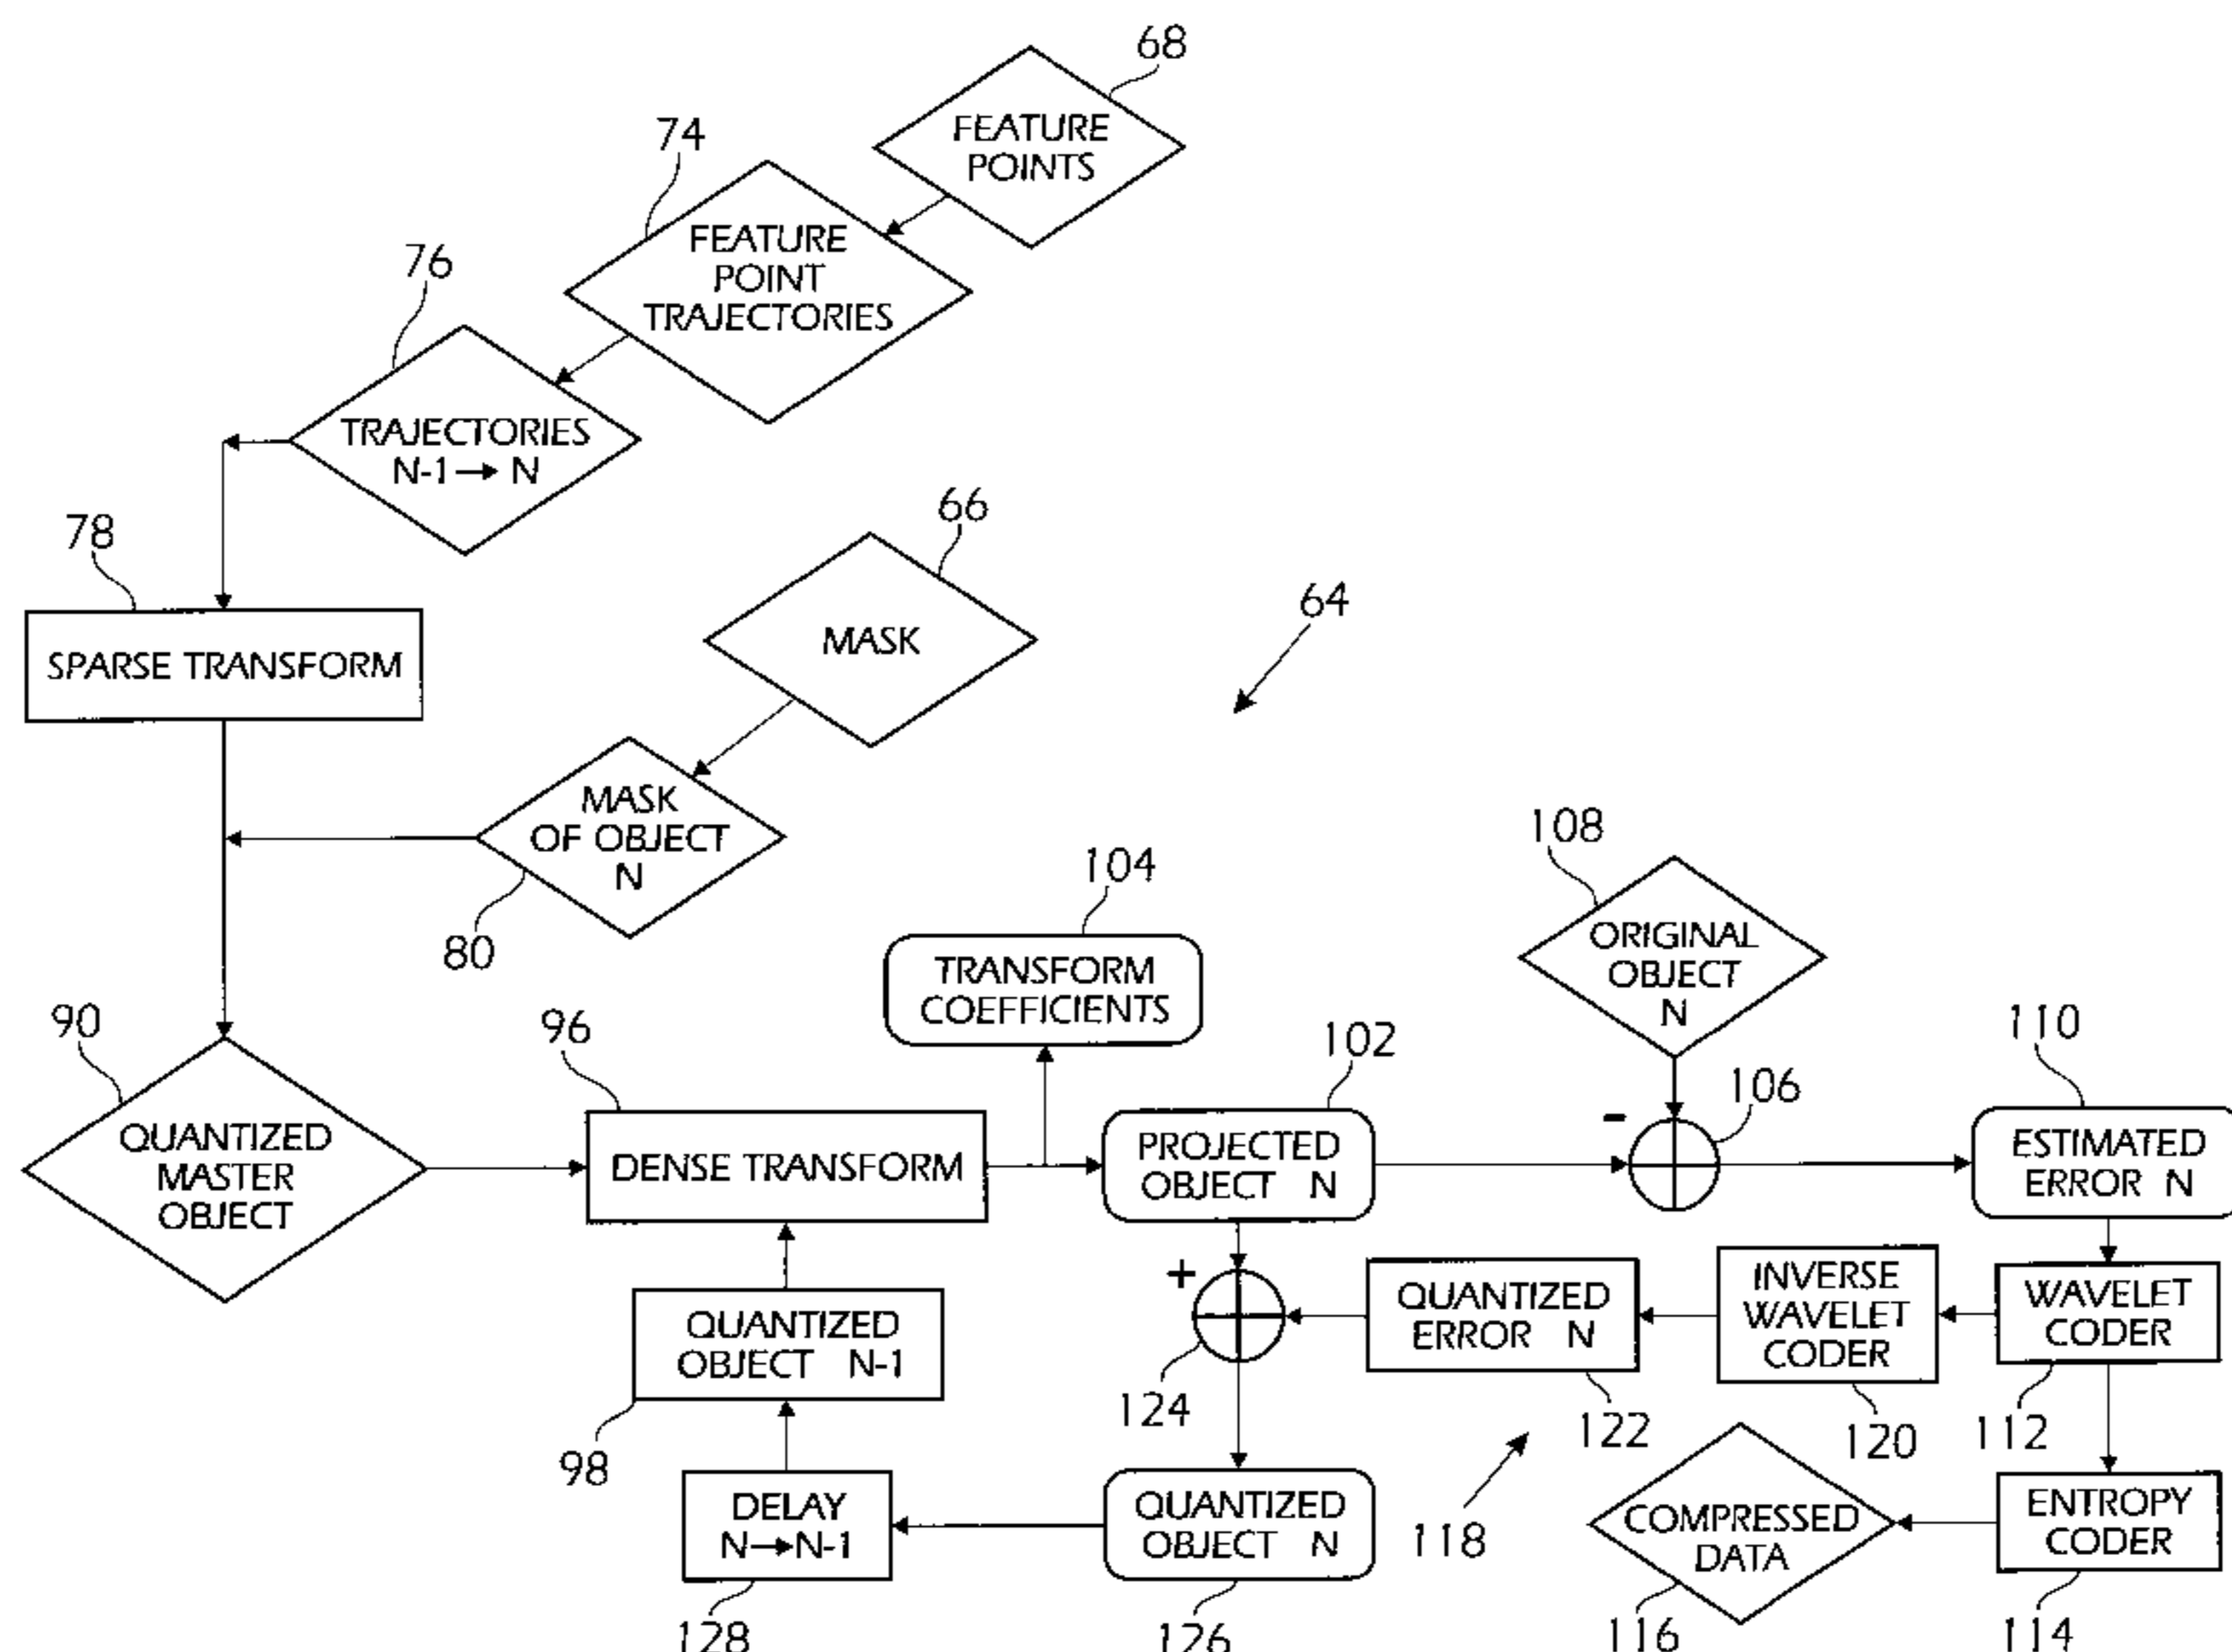 68
FEATURE
POINTS
74
FEATURE
POINT
TRAJECTORIES
76
TRAJECTORIES
N-1 → N
78
SPARSE TRANSFORM
66
MASK
64
MASK
OF OBJECT
N
80
108
ORIGINAL
OBJECT
N
104
TRANSFORM
COEFFICIENTS
90
QUANTIZED
MASTER
OBJECT
96
DENSE TRANSFORM
102
PROJECTED
OBJECT N
-
106
110
ESTIMATED
ERROR N
QUANTIZED
OBJECT N-1
98
+
124
QUANTIZED
ERROR N
122
INVERSE
WAVELET
CODER
120
WAVELET
CODER
112
DELAY
N→N-1
128
QUANTIZED
OBJECT N
126
118
COMPRESSED
DATA
116
ENTROPY
CODER
114